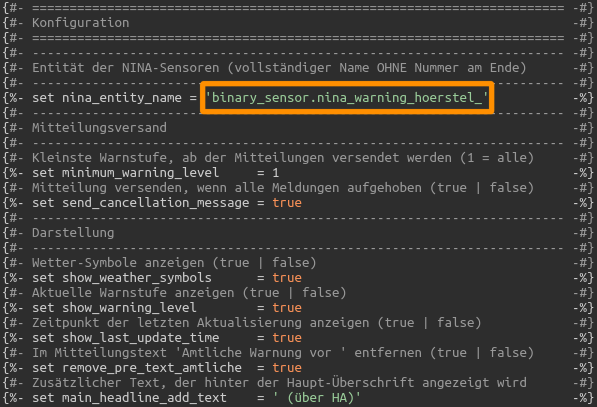 {#- ====================================================================== -#}
{#- Konfiguration                                                          -#}
{#- ====================================================================== -#}
{#- ---------------------------------------------------------------------- -#}
{#- Entität der NINA-Sensoren (vollständiger Name OHNE Nummer am Ende)     -#}
{#- ---------------------------------------------------------------------- -#}
{%- set nina_entity_name = 'binary_sensor.nina_warning_hoerstel_'          -%}
{#- ---------------------------------------------------------------------- -#}
{#- Mitteilungsversand                                                     -#}
{#- ---------------------------------------------------------------------- -#}
{#- Kleinste Warnstufe, ab der Mitteilungen versendet werden (1 = alle)    -#}
{%- set minimum_warning_level     = 1                                      -%}
{#- Mitteilung versenden, wenn alle Meldungen aufgehoben (true | false)    -#}
{%- set send_cancellation_message = true                                   -%}
{#- ---------------------------------------------------------------------- -#}
{#- Darstellung                                                            -#}
{#- ---------------------------------------------------------------------- -#}
{#- Wetter-Symbole anzeigen (true | false)                                 -#}
{%- set show_weather_symbols      = true                                   -%}
{#- Aktuelle Warnstufe anzeigen (true | false)                             -#}
{%- set show_warning_level        = true                                   -%}
{#- Zeitpunkt der letzten Aktualisierung anzeigen (true | false)           -#}
{%- set show_last_update_time     = true                                   -%}
{#- Im Mitteilungstext 'Amtliche Warnung vor ' entfernen (true | false)    -#}
{%- set remove_pre_text_amtliche  = true                                   -%}
{#- Zusätzlicher Text, der hinter der Haupt-Überschrift angezeigt wird     -#}
{%- set main_headline_add_text    = ' (über HA)'                           -%}